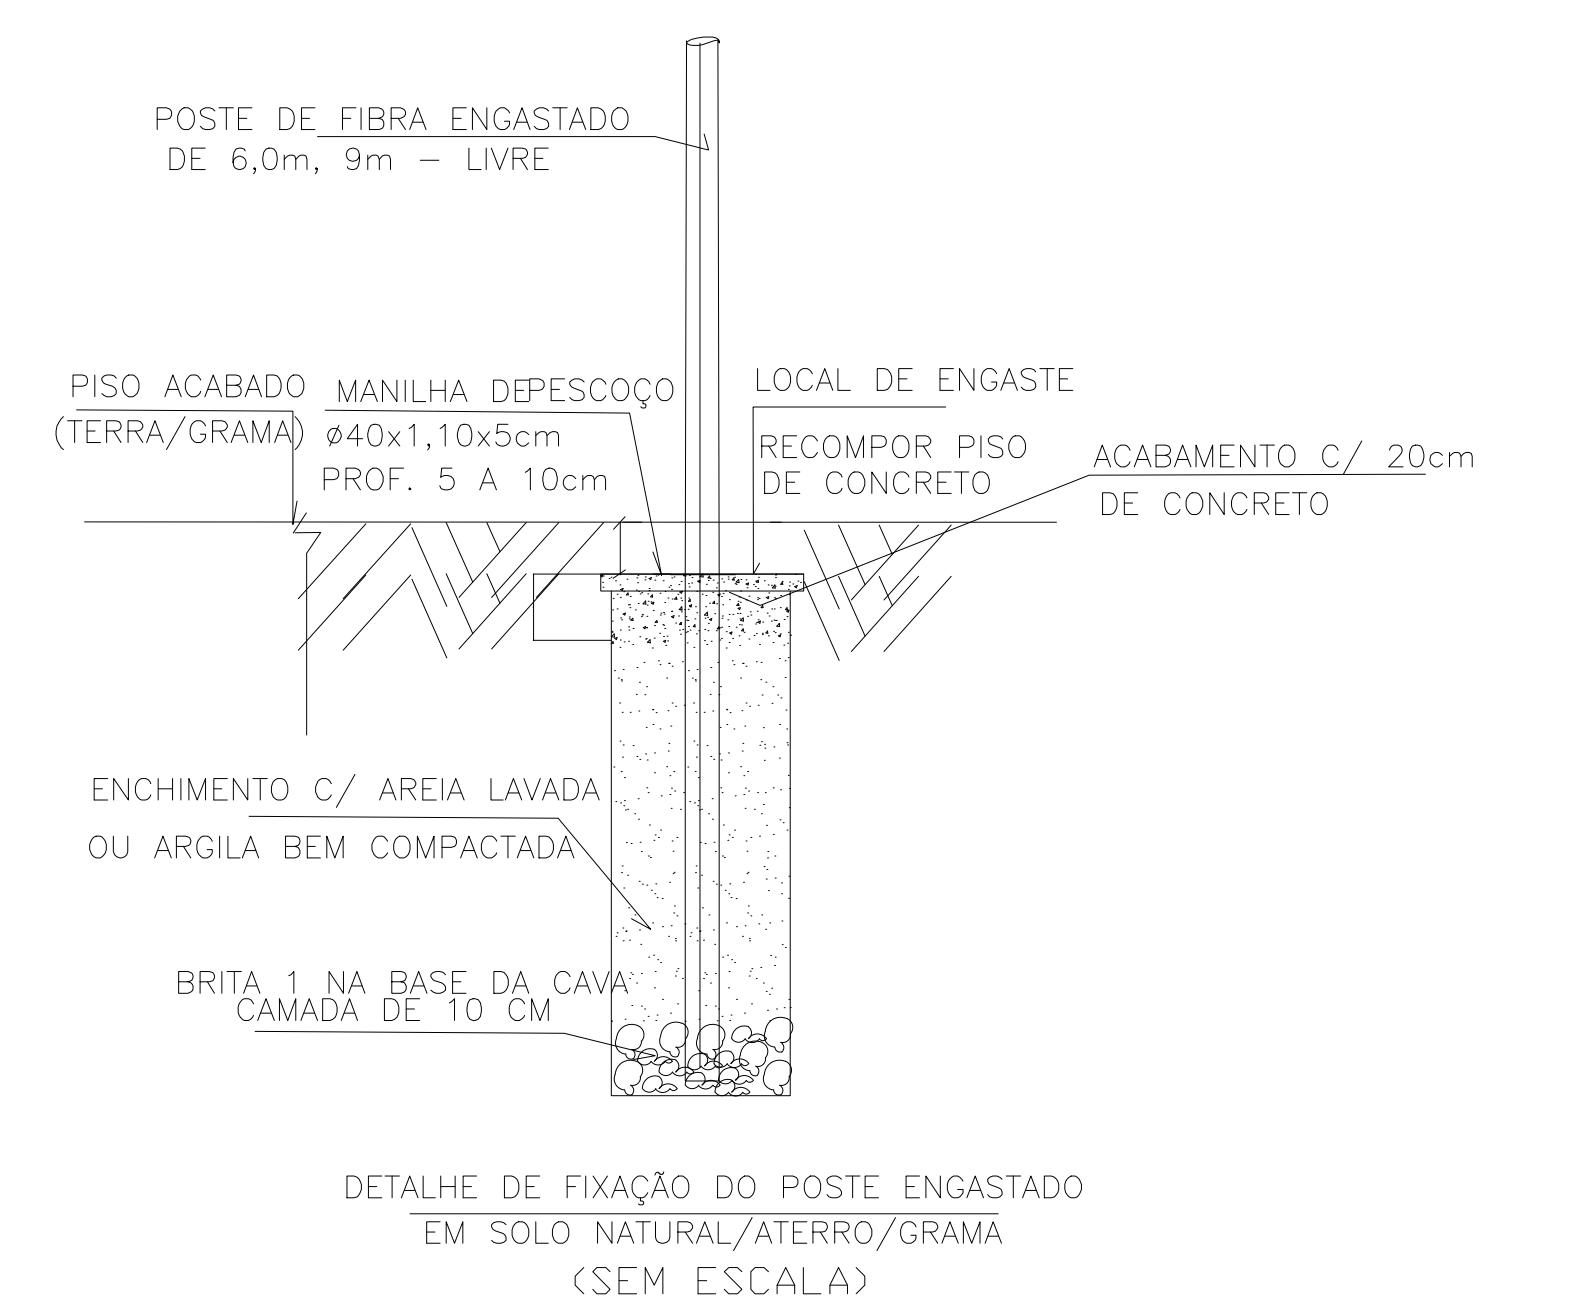 POSTE DE FIBRA ENGASTADO
DE 6,0m, 9m – LIVRE
PISO ACABADO
(TERRA/GRAMA)
MANILHA DE PESCOÇO
ø40x1,10x5cm
PROF. 5 A 10cm
LOCAL DE ENGASTE
RECOMPOR PISO
DE CONCRETO
ACABAMENTO C/ 20cm
DE CONCRETO
ENCHIMENTO C/ AREIA LAVADA
OU ARGILA BEM COMPACTADA
BRITA 1 NA BASE DA CAVA
CAMADA DE 10 CM
DETALHE DE FIXAÇÃO DO POSTE ENGASTADO
EM SOLO NATURAL/ATERRO/GRAMA
(SEM ESCALA)